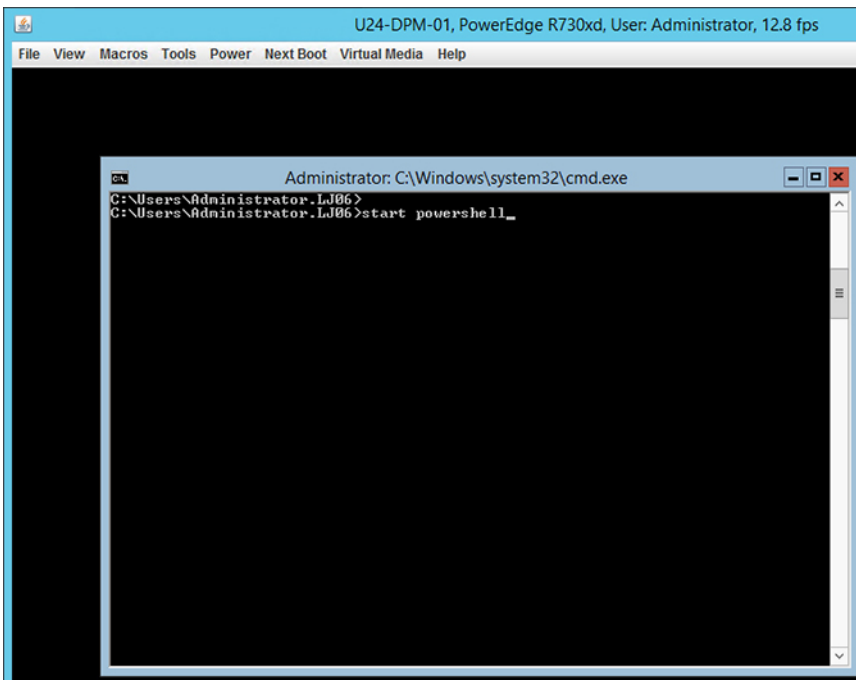 U24-DPM-01, PowerEdge R730xd, User: Administrator, 12.8 fps
File View Macros Tools Power Next Boot Virtual Media Help
Administrator: C:\Windows\system32\cmd.exe
C:\Users\Administrator.LJ06>
C:\Users\Administrator.LJ06>start powershell_